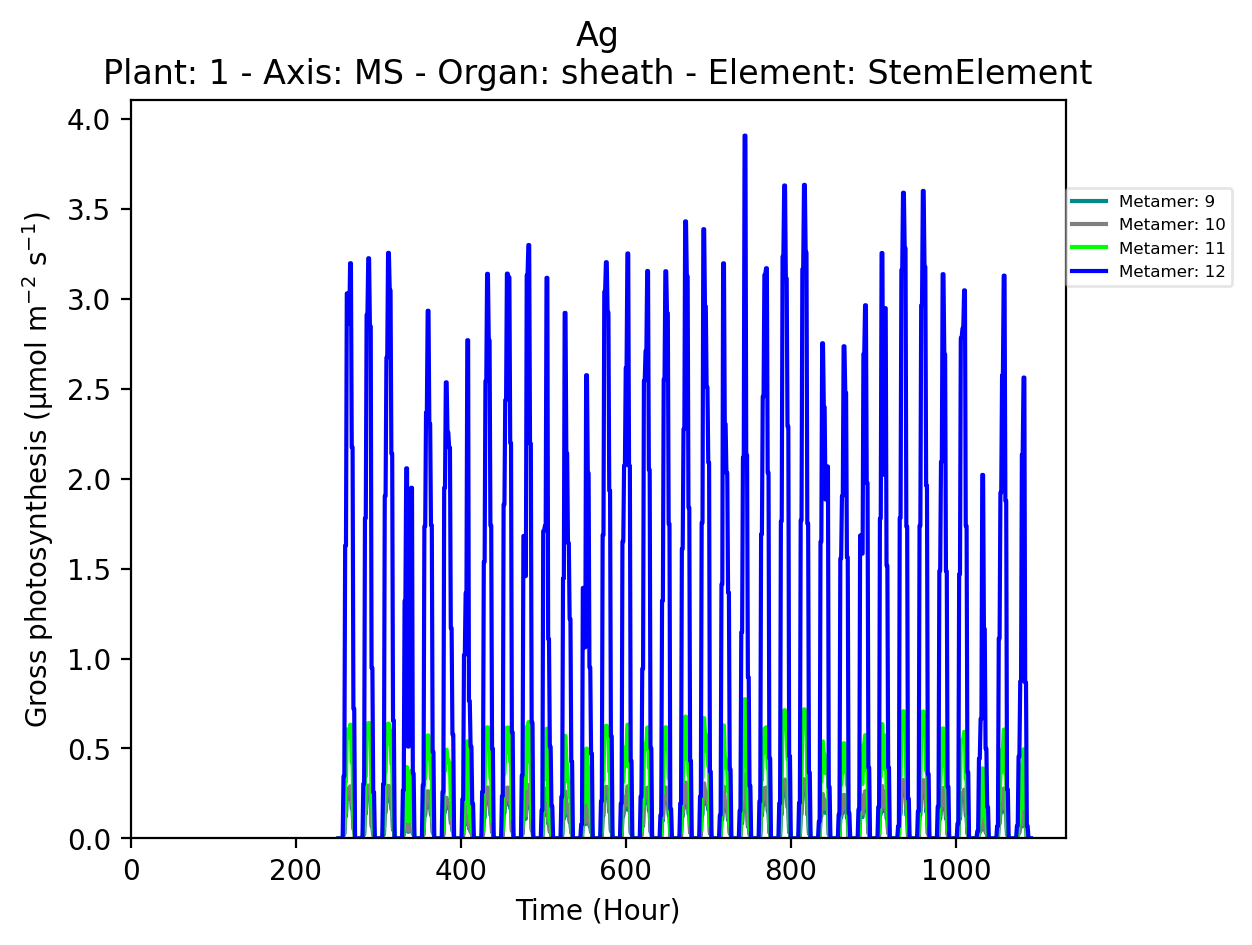 Ag
Plant: 1 - Axis: MS - Organ: sheath - Element: StemElement
Gross photosynthesis (µmol m⁻² s⁻¹)
4.0
3.5
3.0
2.5
2.0
1.5
1.0
0.5
0.0
0 200 400 600 800 1000
Time (Hour)
Metamer: 9
Metamer: 10
Metamer: 11
Metamer: 12